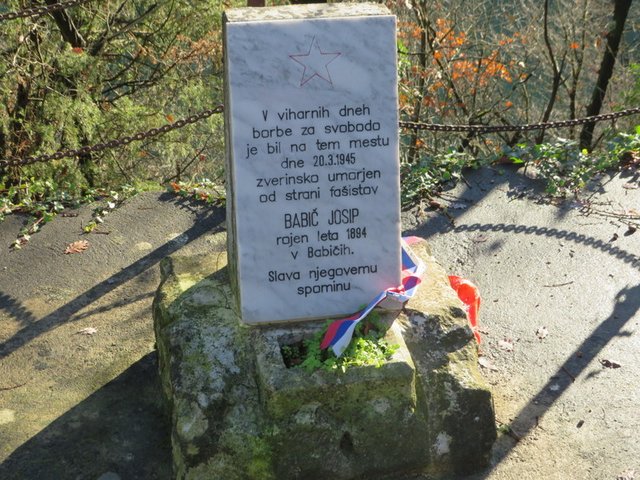 V viharnih dneh
borbe za svobodo
je bil na tem mestu
dne 20.3.1945
zverinsko umorjen
od strani fašistov
BABIČ JOSIP
rojen leta 1894
v Babičih.
Slava njegovemu
spominu